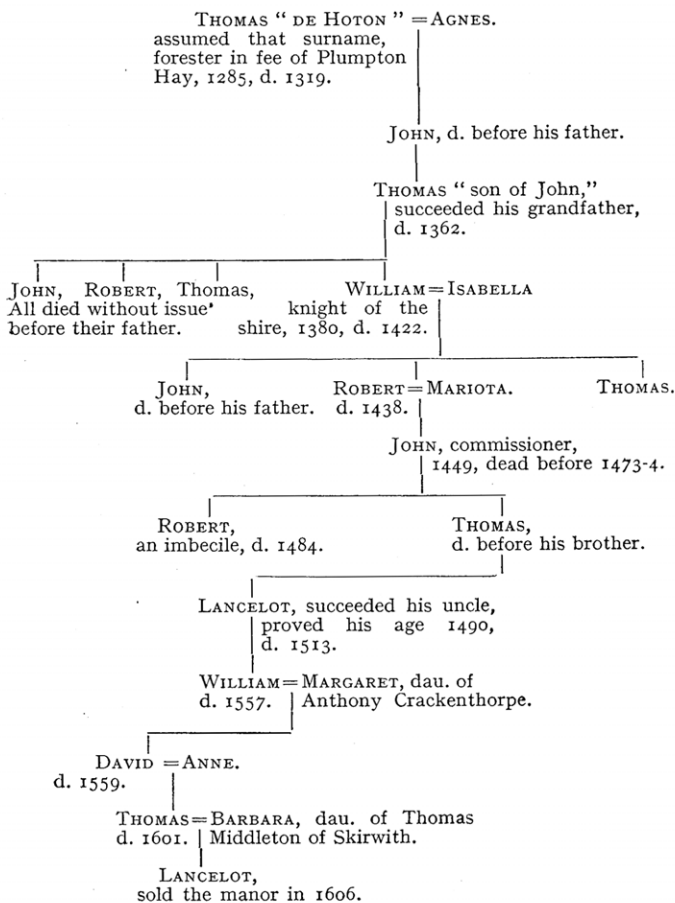 THOMAS “ DE HOTON ” = AGNES.
assumed that surname,
forester in fee of Plumpton
Hay, 1285, d. 1319.
JOHN, d. before his father.
THOMAS “ son of John,”
succeeded his grandfather,
d. 1362.
JOHN, ROBERT, Thomas, WILLIAM=ISABELLA
All died without issue knight of the
before their father. shire, 1380, d. 1422.
JOHN, ROBERT=MARIOTA. THOMAS.
d. before his father. d. 1438.
JOHN, commissioner,
1449, dead before 1473-4.
ROBERT, THOMAS,
an imbecile, d. 1484. d. before his brother.
LANCELOT, succeeded his uncle,
proved his age 1490,
d. 1513.
WILLIAM=MARGARET, dau. of
d. 1557. Anthony Crackenthorpe.
DAVID =ANNE.
d. 1559.
THOMAS=BARBARA, dau. of Thomas
d. 1601. Middleton of Skirwith.
LANCELOT,
sold the manor in 1606.